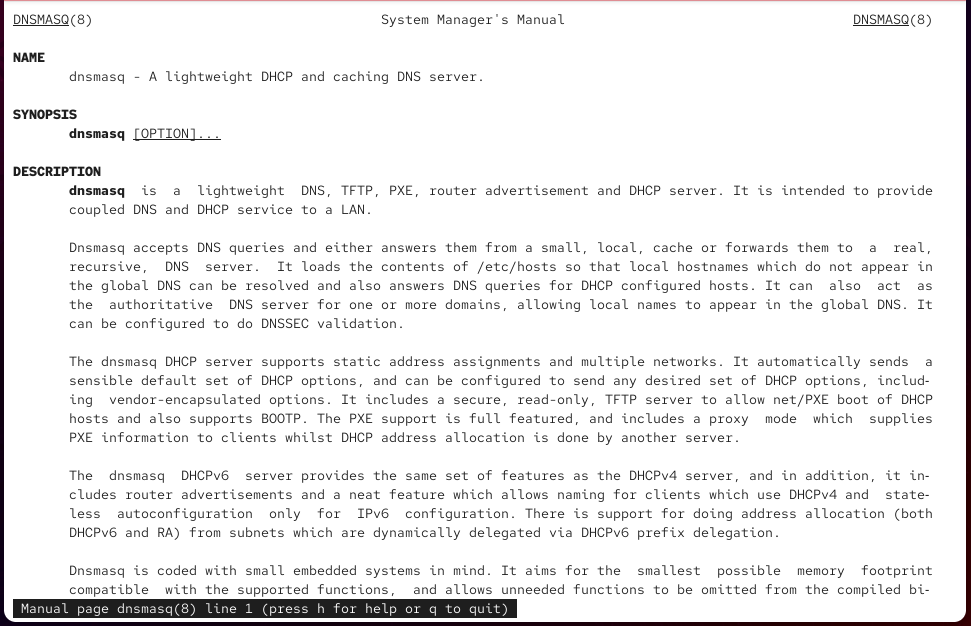 DNSMASQ(8) System Manager's Manual DNSMASQ(8)
NAME
dnsmasq - A lightweight DHCP and caching DNS server.
SYNOPSIS
dnsmasq [OPTION]...
DESCRIPTION
dnsmasq is a lightweight DNS, TFTP, PXE, router advertisement and DHCP server. It is intended to provide
coupled DNS and DHCP service to a LAN.
Dnsmasq accepts DNS queries and either answers them from a small, local, cache or forwards them to a real,
recursive, DNS server. It loads the contents of /etc/hosts so that local hostnames which do not appear in
the global DNS can be resolved and also answers DNS queries for DHCP configured hosts. It can also act as
the authoritative DNS server for one or more domains, allowing local names to appear in the global DNS. It
can be configured to do DNSSEC validation.
The dnsmasq DHCP server supports static address assignments and multiple networks. It automatically sends a
sensible default set of DHCP options, and can be configured to send any desired set of DHCP options, includ-
ing vendor-encapsulated options. It includes a secure, read-only, TFTP server to allow net/PXE boot of DHCP
hosts and also supports BOOTP. The PXE support is full featured, and includes a proxy mode which supplies
PXE information to clients whilst DHCP address allocation is done by another server.
The dnsmasq DHCPv6 server provides the same set of features as the DHCPv4 server, and in addition, it in-
cludes router advertisements and a neat feature which allows naming for clients which use DHCPv4 and state-
less autoconfiguration only for IPv6 configuration. There is support for doing address allocation (both
DHCPv6 and RA) from subnets which are dynamically delegated via DHCPv6 prefix delegation.
Dnsmasq is coded with small embedded systems in mind. It aims for the smallest possible memory footprint
compatible with the supported functions, and allows unneeded functions to be omitted from the compiled bi-
Manual page dnsmasq(8) line 1 (press h for help or q to quit)